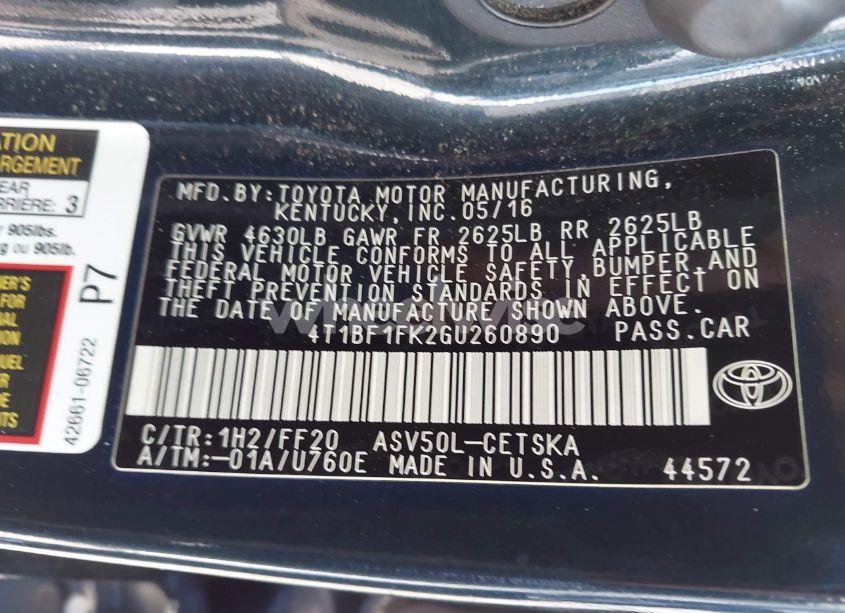 ATION
ARGEMENT
EAR
RRIÈRE: 3
905lbs.
g ou 905lb.
P7
42661-06722
MFD.BY:TOYOTA MOTOR MANUFACTURING,
KENTUCKY,INC.05/16
GVWR 4630LB GAWR FR 2625LB RR 2625LB
THIS VEHICLE CONFORMS TO ALL APPLICABLE
FEDERAL MOTOR VEHICLE SAFETY,BUMPER,AND
THEFT PREVENTION STANDARDS IN EFFECT ON
THE DATE OF MANUFACTURE SHOWN ABOVE.
4T1BF1FK2GU260890 PASS.CAR
C/TR:1H2/FF20 ASV50L-CETSKA
A/TM:-01A/U760E MADE IN U.S.A. 44572